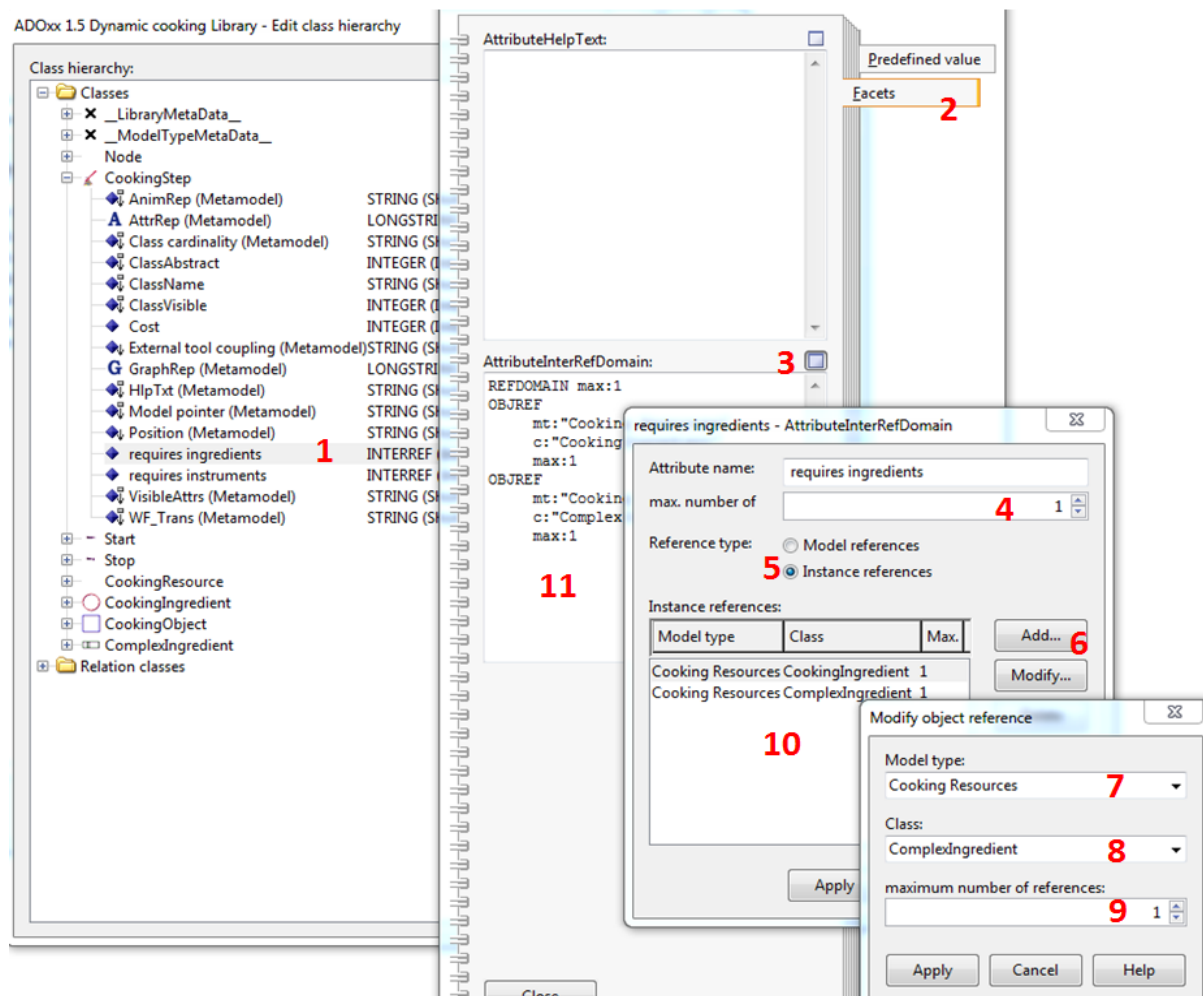 ADOxx 1.5 Dynamic cooking Library - Edit class hierarchy
Class hierarchy:
Classes
__LibraryMetaData__
__ModelTypeMetaData__
Node
CookingStep
AnimRep (Metamodel) STRING
A AttrRep (Metamodel)
Class cardinality (Metamodel) STRING
ClassAbstract INTEGER
ClassName STRING
ClassVisible INTEGER
Cost INTEGER
External tool coupling (Metamodel) STRING
G GraphRep (Metamodel)
HlpTxt (Metamodel) STRING
Model pointer (Metamodel) STRING
Position (Metamodel) STRING
requires ingredients 1 INTERREF
requires instruments INTERREF
VisibleAttrs (Metamodel) STRING
WF_Trans (Metamodel) STRING
Start
Stop
CookingResource
CookingIngredient
CookingObject
ComplexIngredient
Relation classes
AttributeHelpText:
Predefined value
Facets 2
AttributeInterRefDomain: 3
REFDOMAIN max:1
OBJREF
mt:"Cookin
c:"Cooking
max:1
OBJREF
mt:"Cookin
c:"Complex
max:1
11
Close
requires ingredients - AttributeInterRefDomain
Attribute name: requires ingredients
max. number of 4 1
Reference type: Model references
5 Instance references
Instance references:
Model type Class Max.
Cooking Resources CookingIngredient 1
Cooking Resources ComplexIngredient 1
10
Add... 6
Modify...
Apply
Modify object reference
Model type:
Cooking Resources 7
Class:
ComplexIngredient 8
maximum number of references:
9 1
Apply Cancel Help